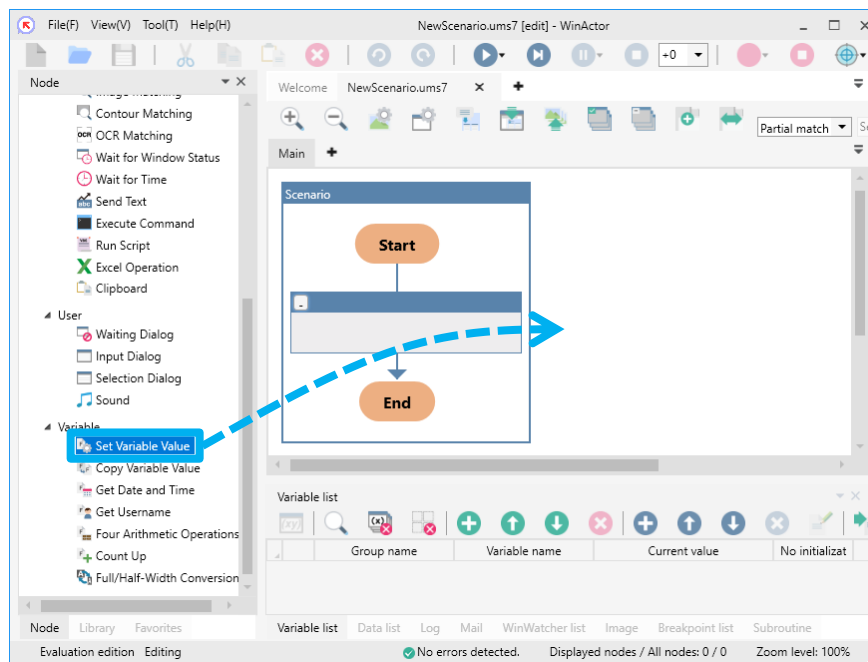 File(F) View(V) Tool(T) Help(H) NewScenario.ums7 [edit] - WinActor
+0
Node
Welcome NewScenario.ums7
Contour Matching
OCR Matching
Wait for Window Status
Wait for Time
Send Text
Execute Command
Run Script
Excel Operation
Clipboard
User
Waiting Dialog
Input Dialog
Selection Dialog
Sound
Variable
Set Variable Value
Copy Variable Value
Get Date and Time
Get Username
Four Arithmetic Operations
Count Up
Full/Half-Width Conversion
Node Library Favorites
Partial match
Main
Scenario
Start
End
Variable list
Group name Variable name Current value No initializat
Variable list Data list Log Mail WinWatcher list Image Breakpoint list Subroutine
Evaluation edition Editing No errors detected. Displayed nodes / All nodes: 0 / 0 Zoom level: 100%